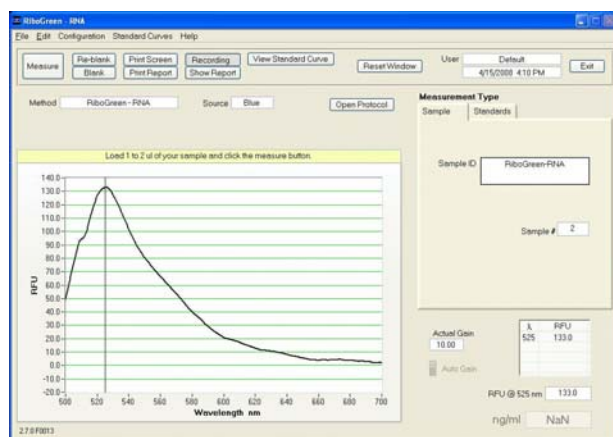 RiboGreen - RNA
File Edit Configuration Standard Curves Help
Measure Re-blank Print Screen Recording View Standard Curve Reset Window User Default Exit
Blank Print Report Show Report 4/15/2008 4:10 PM
Method RiboGreen - RNA Source Blue Open Protocol
Measurement Type
Sample Standards
Load 1 to 2 ul of your sample and click the measure button.
Sample ID RiboGreen-RNA
Sample # 2
140.0
130.0
120.0
110.0
100.0
90.0
80.0
70.0
60.0
50.0
40.0
30.0
20.0
10.0
0.0
-10.0
-20.0
RFU
500 520 540 560 580 600 620 640 660 680 700
Wavelength nm
Actual Gain
10.00
Auto Gain
λ RFU
525 133.0
RFU @ 525 nm 133.0
ng/ml NaN
2.7.0 F0013